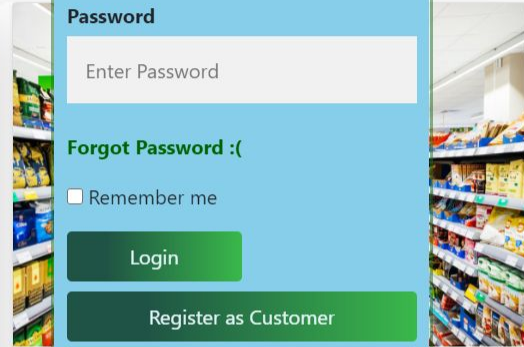 Password
Enter Password
Forgot Password :(
Remember me
Login
Register as Customer